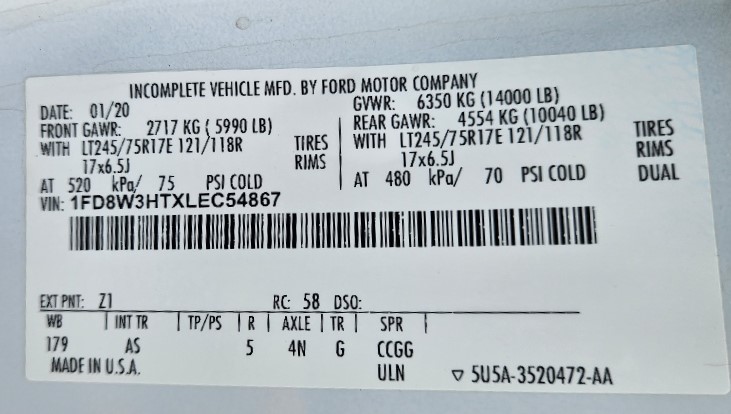 INCOMPLETE VEHICLE MFD. BY FORD MOTOR COMPANY
DATE: 01/20
FRONT GAWR: 2717 KG ( 5990 LB)
WITH LT245/75R17E 121/118R TIRES
17x6.5J RIMS
AT 520 kPa/ 75 PSI COLD
GVWR: 6350 KG (14000 LB)
REAR GAWR: 4554 KG (10040 LB)
WITH LT245/75R17E 121/118R TIRES
17x6.5J RIMS
AT 480 kPa/ 70 PSI COLD DUAL
VIN: 1FD8W3HTXLEC54867
EXT PNT: Z1 RC: 58 DSO:
WB INT TR TP/PS R AXLE TR SPR
179 AS 5 4N G CCGG
MADE IN U.S.A. ULN ▽ 5U5A-3520472-AA